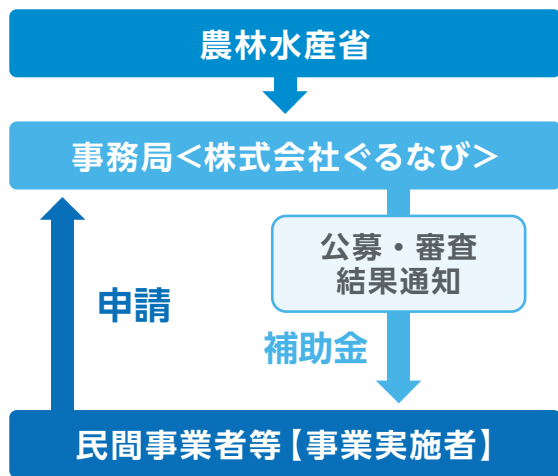 農林水産省
事務局<株式会社ぐるなび>
公募・審査
結果通知
申請
補助金
民間事業者等【事業実施者】